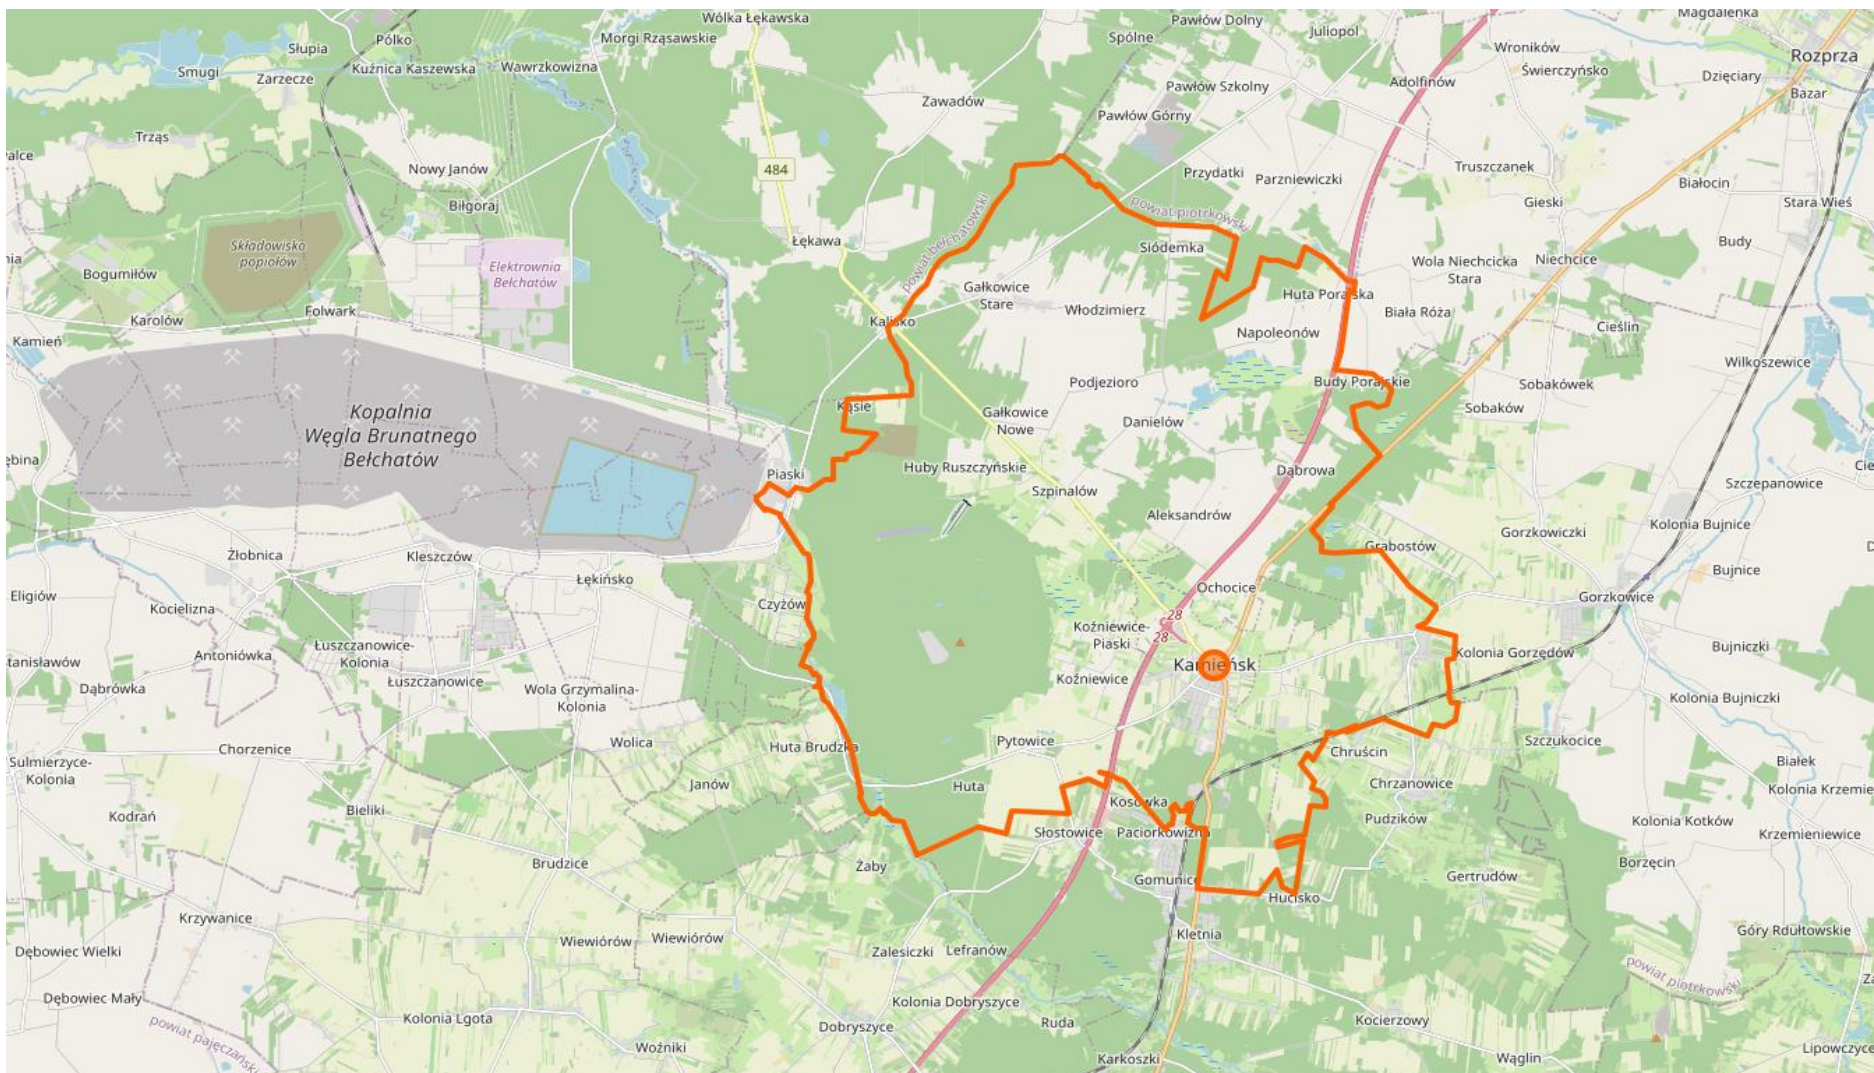 Wólka Łękawska
Pawłów Dolny
Magdalenka
Słupia
Pólko
Morgi Rząsawskie
Spólne
Juliopol
Wroników
Rozprza
Smugi
Zarzecze
Kuźnica Kaszewska
Wawrzkowizna
Pawłów Szkolny
Adolfinów
Świerczyńsko
Dzięciary
Bazar
Zawadów
Pawłów Górny
Trząs
484
Nowy Janów
Przydatki
Parzniewiczki
Truszczanek
Białocin
Biłgoraj
powiat bełchatowski
powiat piotrkowski
Gieski
Stara Wieś
Składowisko
popiołów
Łękawa
Siódemka
Budy
Bogumiłów
Elektrownia
Bełchatów
Wola Niechcicka
Stara
Niechcice
Gałkowice
Stare
Huta Porajska
Karolów
Folwark
Kalisko
Włodzimierz
Biała Róża
Cieślin
Kamień
Napoleonów
Wilkoszewice
Podjezioro
Budy Porajskie
Sobakówek
Kopalnia
Węgla Brunatnego
Bełchatów
Kąsie
Gałkowice
Nowe
Danielów
Sobaków
Piaski
Huby Ruszczyńskie
Dąbrowa
Szpinalów
Szczepanowice
Aleksandrów
Kolonia Bujnice
Gorzkowiczki
Grabostów
Żłobnica
Kleszczów
Łękińsko
Bujnice
Eligiów
Kocielizna
Czyżów
Ochocice
Gorzkowice
28
28
Koźniewice-
Piaski
Łuszczanowice-
Kolonia
Antoniówka
Kamieńsk
Kolonia Gorzędów
Bujniczki
Dąbrówka
Łuszczanowice
Wola Grzymalina-
Kolonia
Koźniewice
Kolonia Bujniczki
Chorzenice
Wolica
Huta Brudzka
Pytowice
Chruścin
Szczukocice
Sulmierzyce-
Kolonia
Białek
Janów
Huta
Chrzanowice
Kolonia Krzemie
Bieliki
Kodrań
Kosówka
Pudzików
Kolonia Kotków
Słostowice
Paciorkowizna
Krzemieniewice
Brudzice
Żaby
Borzęcin
Gomunice
Gertrudów
Hucisko
Krzywanice
Wiewiórów
Wiewiórów
Kletnia
Góry Rdułtowskie
Dębowiec Wielki
Zalesiczki
Lefranów
powiat piotrkowski
Dębowiec Mały
Kolonia Dobryszyce
Kolonia Lgota
Dobryszyce
Ruda
Kocierzowy
powiat pajęczański
Woźniki
Karkoszki
Wąglin
Lipowczyce